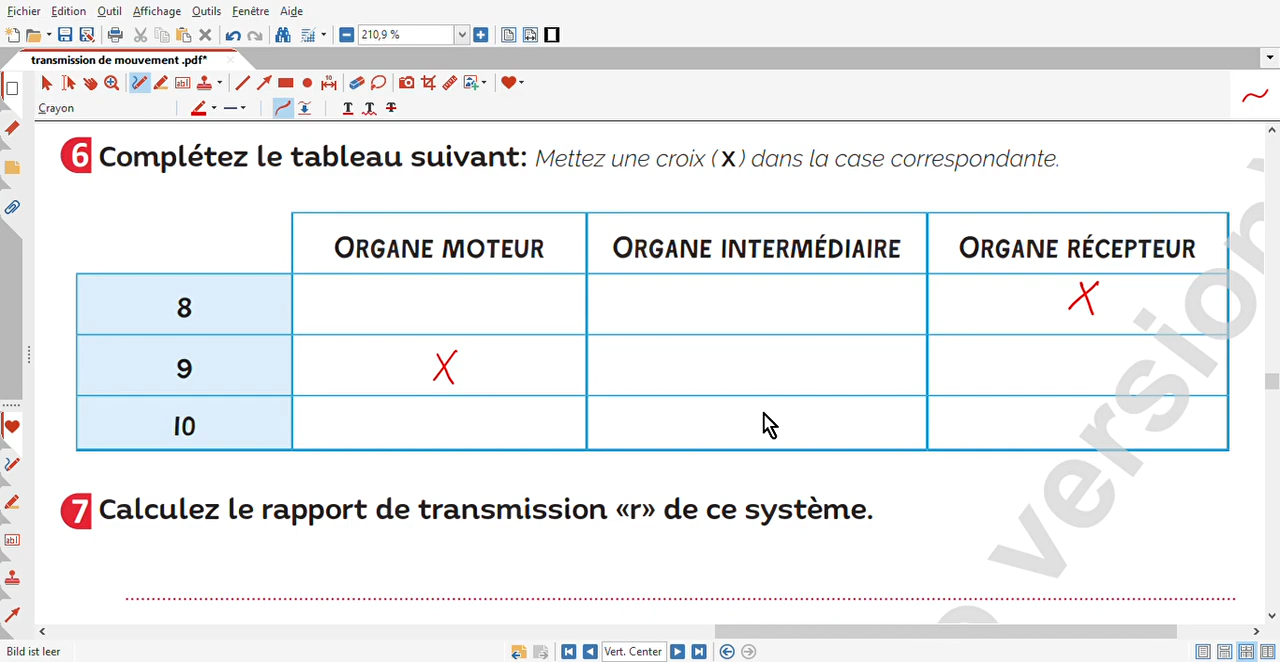 Fichier Edition Outil Affichage Outils Fenêtre Aide
210,9 %
transmission de mouvement .pdf*
Crayon
6 Complétez le tableau suivant: Mettez une croix (x) dans la case correspondante.
ORGANE MOTEUR ORGANE INTERMÉDIAIRE ORGANE RÉCEPTEUR
8 X
9 X
10
7 Calculez le rapport de transmission «r» de ce système.
version
Bild ist leer Vert. Center